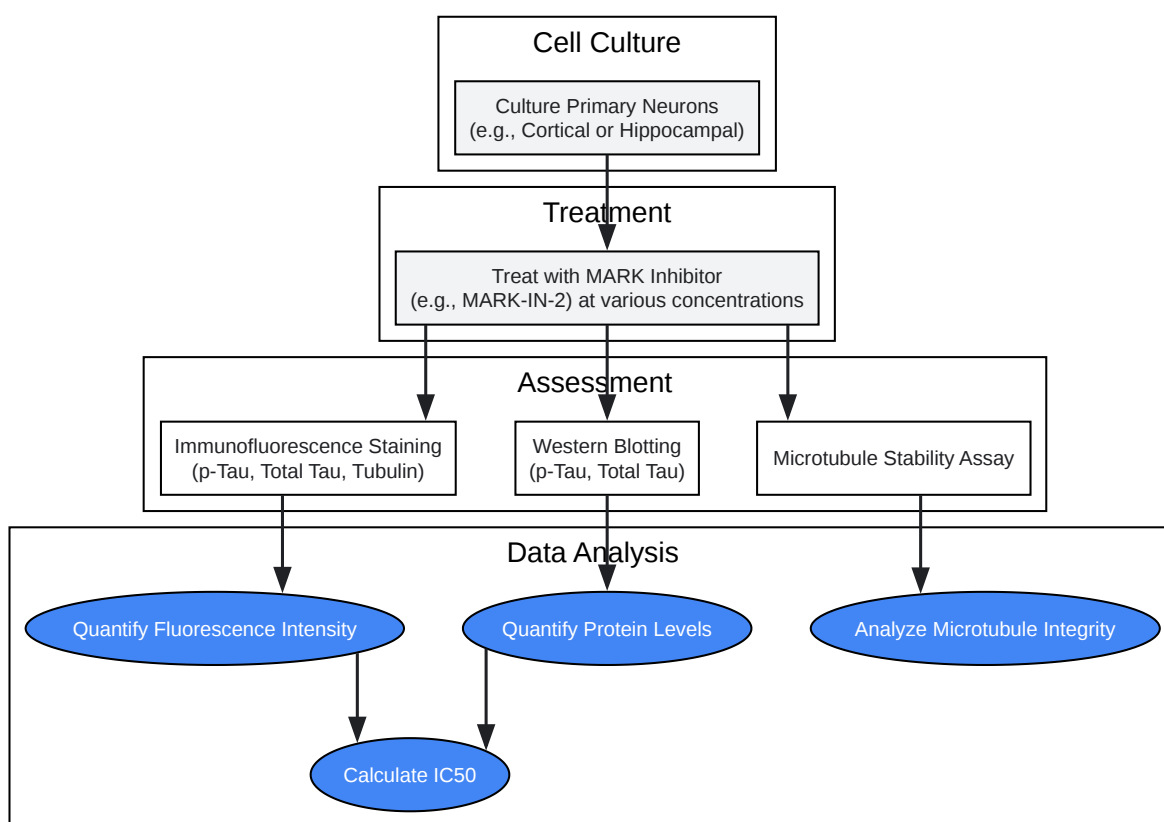 Cell Culture
Culture Primary Neurons
(e.g., Cortical or Hippocampal)
Treatment
Treat with MARK Inhibitor
(e.g., MARK-IN-2) at various concentrations
Assessment
Immunofluorescence Staining
(p-Tau, Total Tau, Tubulin)
Western Blotting
(p-Tau, Total Tau)
Microtubule Stability Assay
Data Analysis
Quantify Fluorescence Intensity
Quantify Protein Levels
Analyze Microtubule Integrity
Calculate IC50